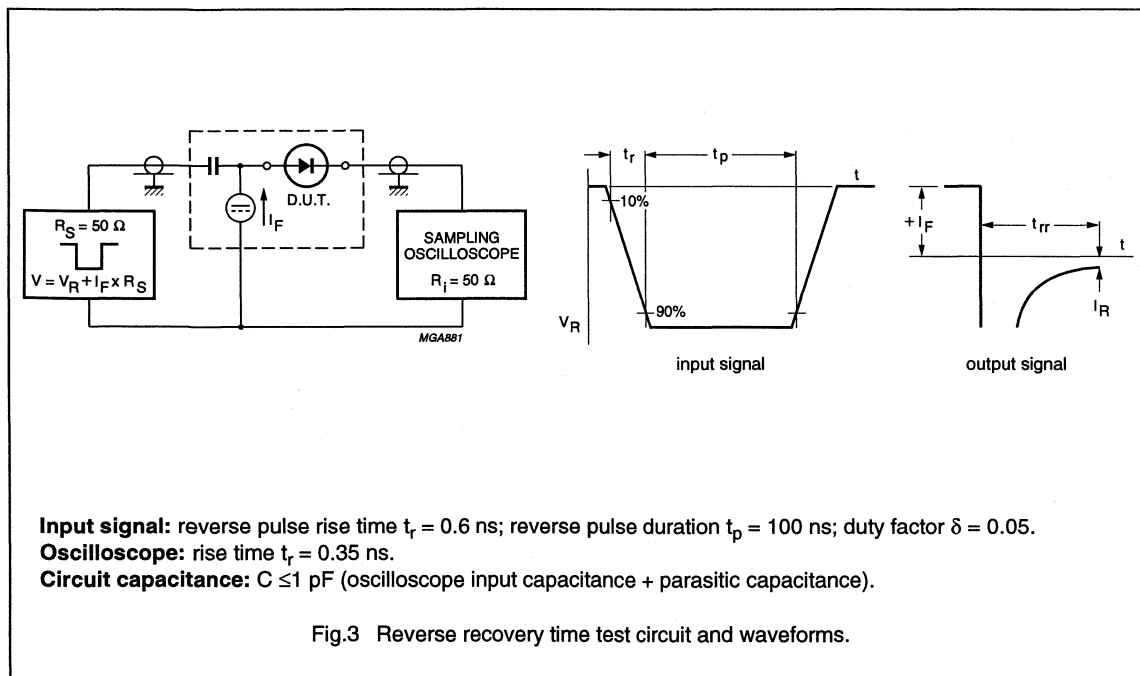 R_S = 50 Ω
V = V_R + I_F x R_S
D.U.T.
I_F
SAMPLING
OSCILLOSCOPE
R_i = 50 Ω
MGA881
t_r
t_p
t
10%
90%
V_R
input signal
+ I_F
t_rr
t
I_R
output signal
Input signal: reverse pulse rise time t_r = 0.6 ns; reverse pulse duration t_p = 100 ns; duty factor δ = 0.05.
Oscilloscope: rise time t_r = 0.35 ns.
Circuit capacitance: C ≤1 pF (oscilloscope input capacitance + parasitic capacitance).
Fig.3 Reverse recovery time test circuit and waveforms.